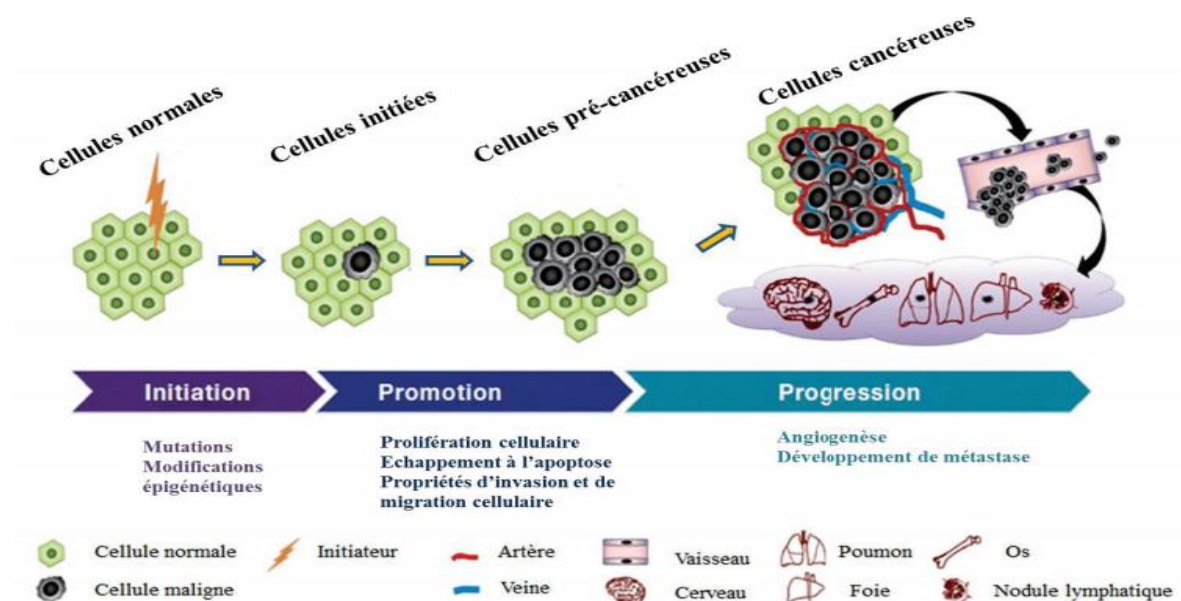 Cellules normales
Cellules initiées
Cellules pré-cancéreuses
Cellules cancéreuses
Initiation
Promotion
Progression
Mutations
Modifications
épigénétiques
Prolifération cellulaire
Echappement à l'apoptose
Propriétés d'invasion et de
migration cellulaire
Angiogenèse
Développement de métastase
Cellule normale
Initiateur
Artère
Vaisseau
Poumon
Os
Cellule maligne
Veine
Cerveau
Foie
Nodule lymphatique